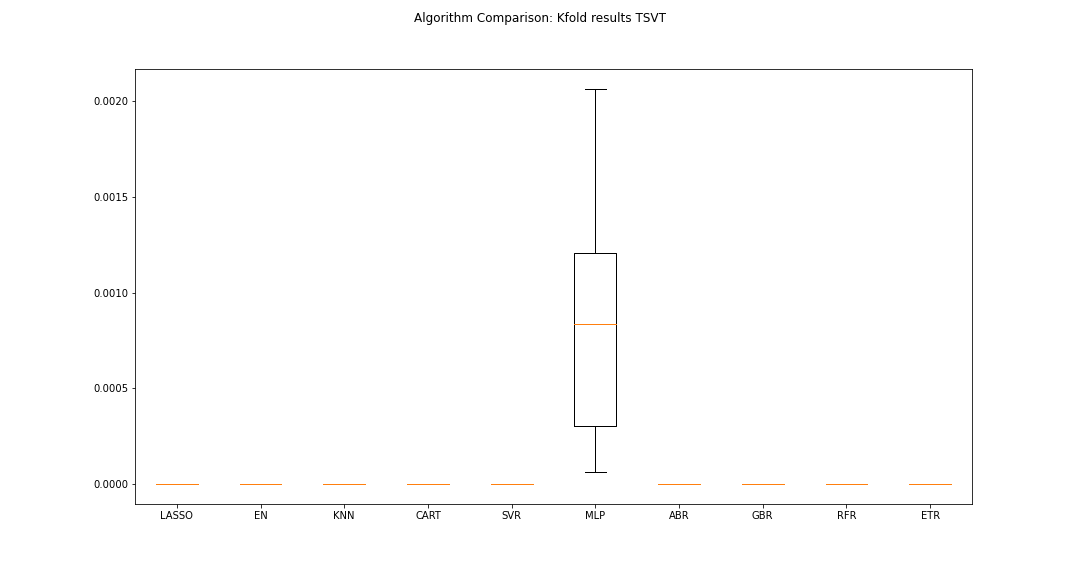 Algorithm Comparison: Kfold results TSVT
0.0020
0.0015
0.0010
0.0005
0.0000
LASSO EN KNN CART SVR MLP ABR GBR RFR ETR